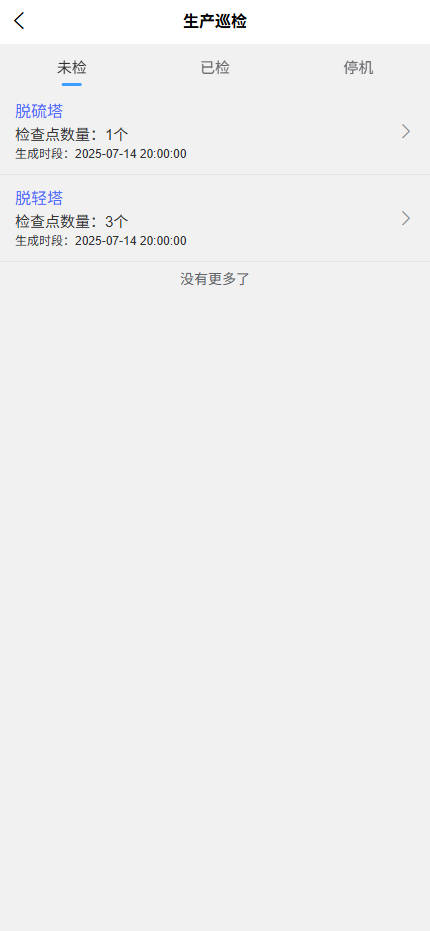 生产巡检
未检 已检 停机
脱硫塔
检查点数量：1个
生成时段：2025-07-14 20:00:00
脱轻塔
检查点数量：3个
生成时段：2025-07-14 20:00:00
没有更多了